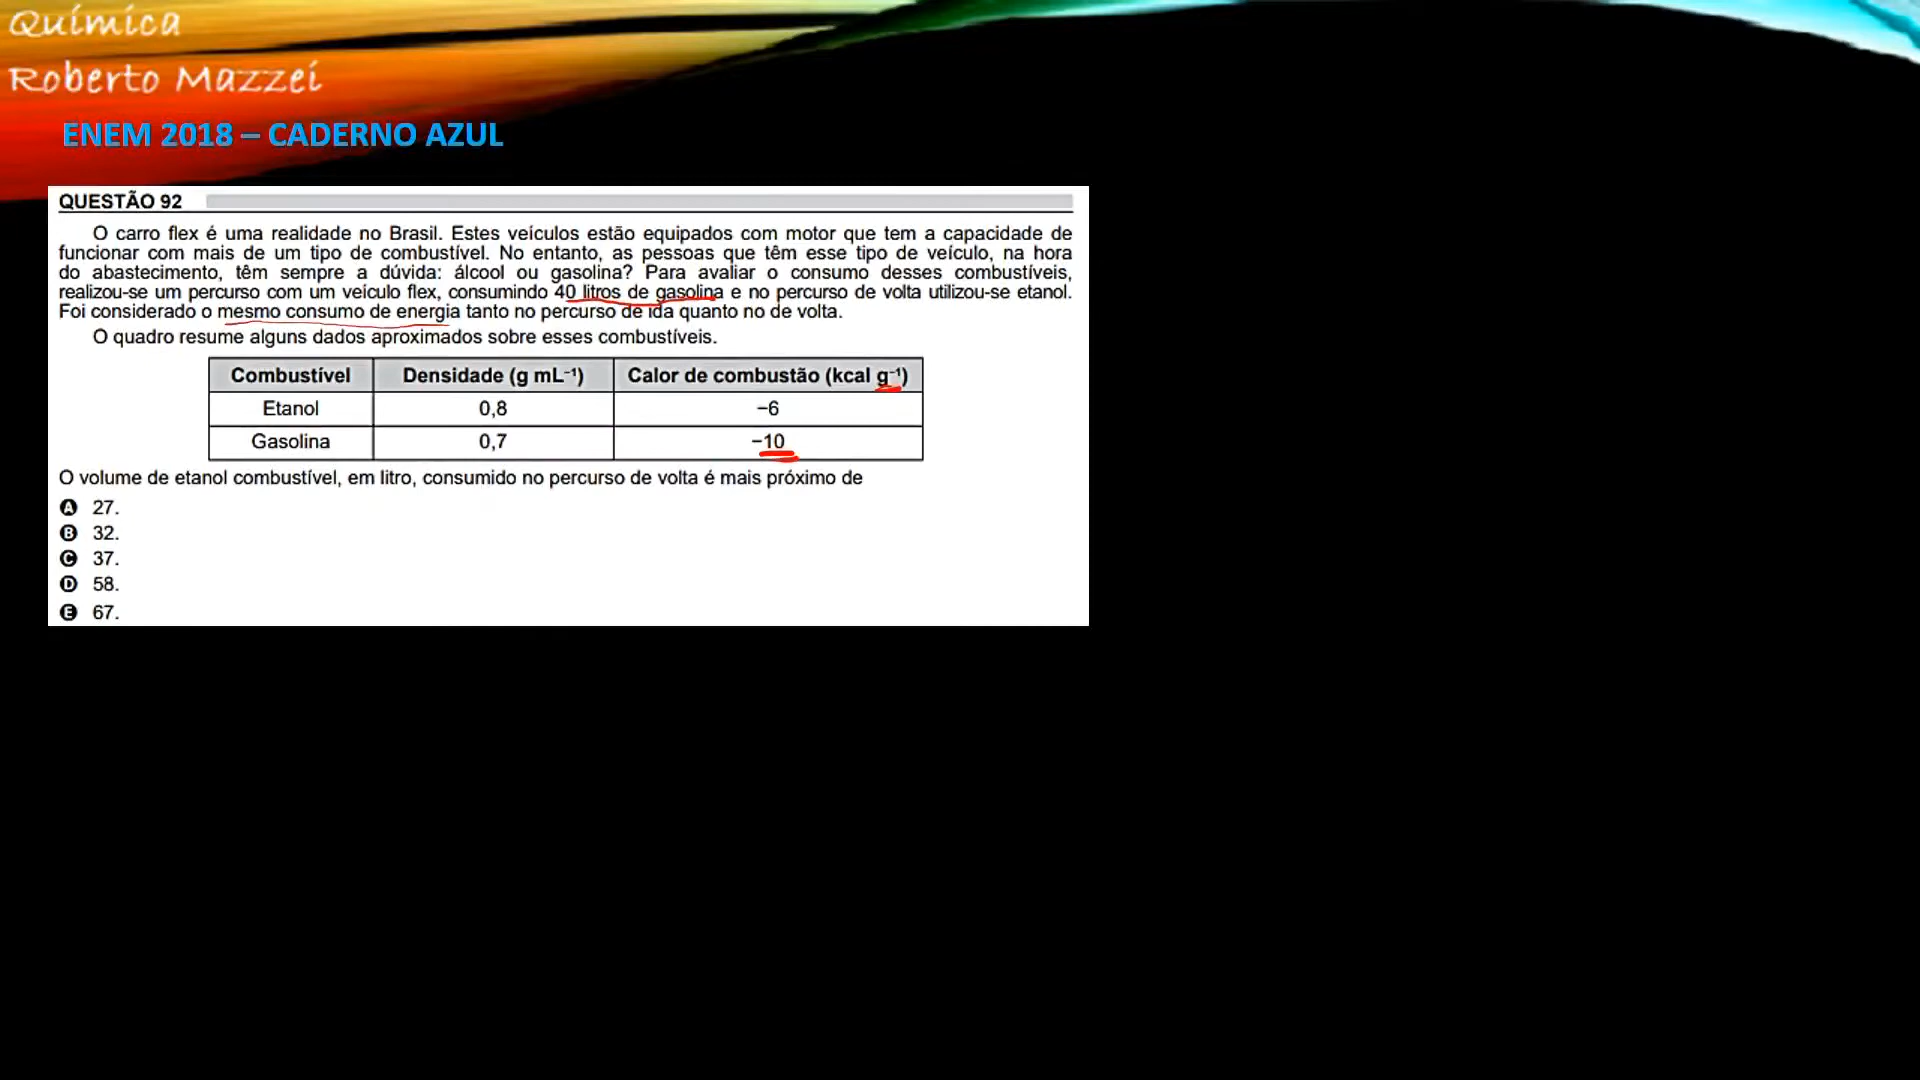 Química
Roberto Mazzei
ENEM 2018 – CADERNO AZUL
QUESTÃO 92
O carro flex é uma realidade no Brasil. Estes veículos estão equipados com motor que tem a capacidade de
funcionar com mais de um tipo de combustível. No entanto, as pessoas que têm esse tipo de veículo, na hora
do abastecimento, têm sempre a dúvida: álcool ou gasolina? Para avaliar o consumo desses combustíveis,
realizou-se um percurso com um veículo flex, consumindo 40 litros de gasolina e no percurso de volta utilizou-se etanol.
Foi considerado o mesmo consumo de energia tanto no percurso de ida quanto no de volta.
O quadro resume alguns dados aproximados sobre esses combustíveis.
Combustível Densidade (g mL⁻¹) Calor de combustão (kcal g⁻¹)
Etanol 0,8 −6
Gasolina 0,7 −10
O volume de etanol combustível, em litro, consumido no percurso de volta é mais próximo de
A 27.
B 32.
C 37.
D 58.
E 67.